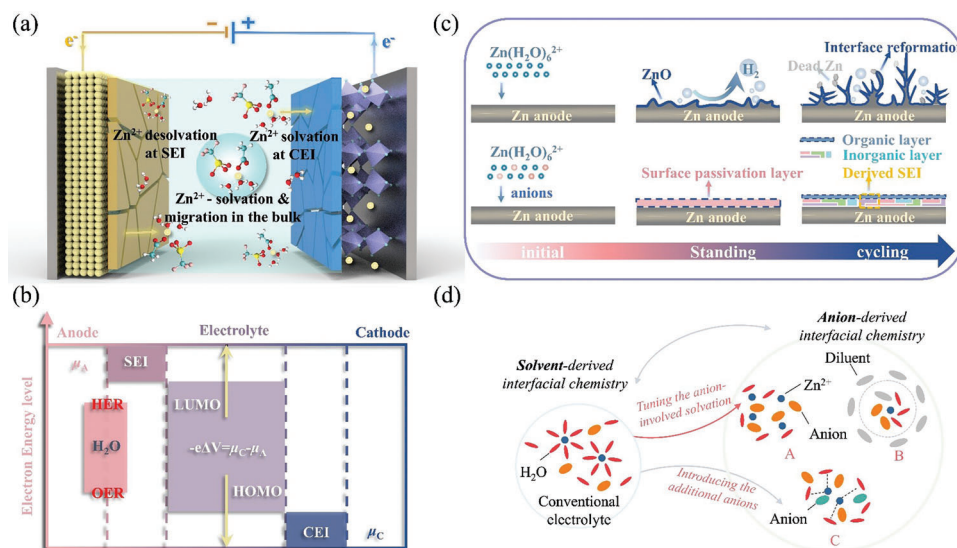 (a)
−
+
e⁻
e⁻
Zn²⁺ desolvation
at SEI
Zn²⁺ solvation
at CEI
Zn²⁺- solvation &
migration in the bulk
(b)
Anode
Electrolyte
Cathode
Electron Energy level
SEI
μA
HER
H₂O
OER
LUMO
-eΔV=μC-μA
HOMO
CEI
μC
(c)
Zn(H₂O)₆²⁺
Zn anode
ZnO
H₂
Zn anode
Interface reformation
Dead Zn
Zn anode
Zn(H₂O)₆²⁺
anions
Zn anode
Surface passivation layer
Zn anode
Organic layer
Inorganic layer
Derived SEI
Zn anode
initial
Standing
cycling
(d)
Solvent-derived
interfacial chemistry
H₂O
Conventional
electrolyte
Tuning the anion-
involved solvation
Introducing the
additional anions
Anion-derived
interfacial chemistry
Diluent
Zn²⁺
Anion
A
B
Anion
C